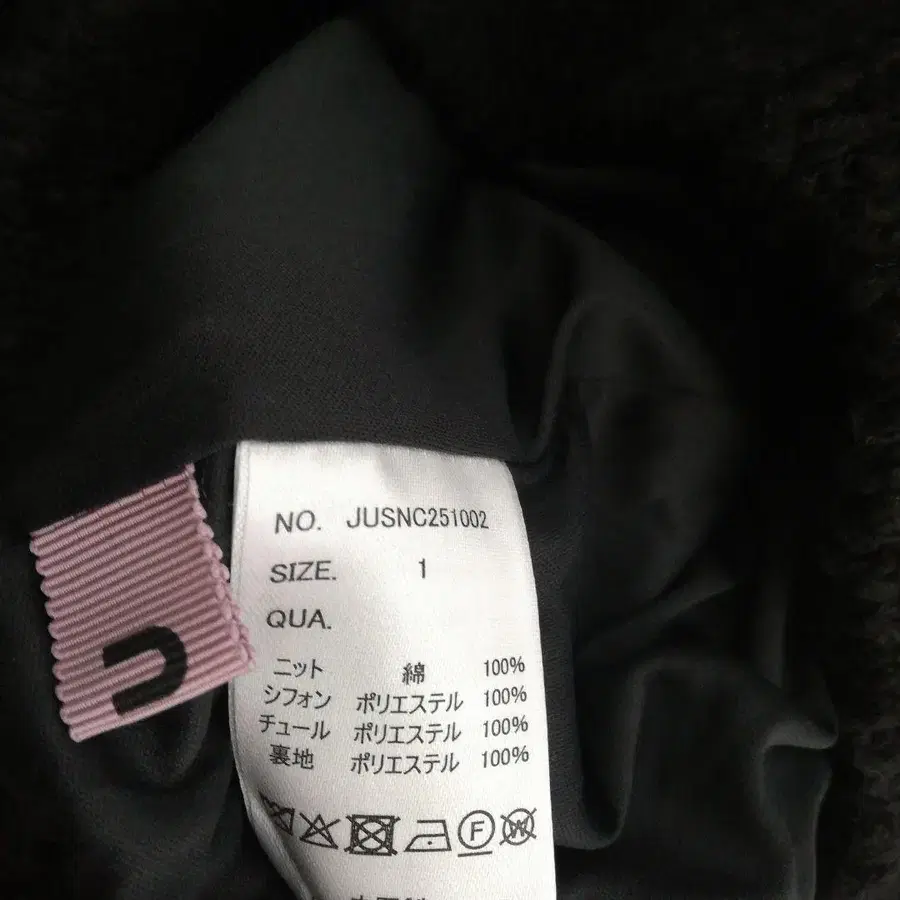 NO. JUSNC251002
SIZE. 1
QUA.
ニット 綿 100%
シフォン ポリエステル 100%
チュール ポリエステル 100%
裏地 ポリエステル 100%
F
W